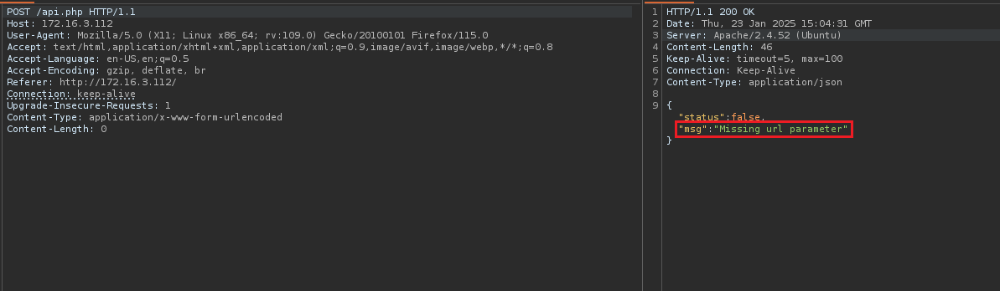 POST /api.php HTTP/1.1
Host: 172.16.3.112
User-Agent: Mozilla/5.0 (X11; Linux x86_64; rv:109.0) Gecko/20100101 Firefox/115.0
Accept: text/html,application/xhtml+xml,application/xml;q=0.9,image/avif,image/webp,*/*;q=0.8
Accept-Language: en-US,en;q=0.5
Accept-Encoding: gzip, deflate, br
Referer: http://172.16.3.112/
Connection: keep-alive
Upgrade-Insecure-Requests: 1
Content-Type: application/x-www-form-urlencoded
Content-Length: 0
1 HTTP/1.1 200 OK
2 Date: Thu, 23 Jan 2025 15:04:31 GMT
3 Server: Apache/2.4.52 (Ubuntu)
4 Content-Length: 46
5 Keep-Alive: timeout=5, max=100
6 Connection: Keep-Alive
7 Content-Type: application/json
8
9 {
"status":false,
"msg":"Missing url parameter"
}